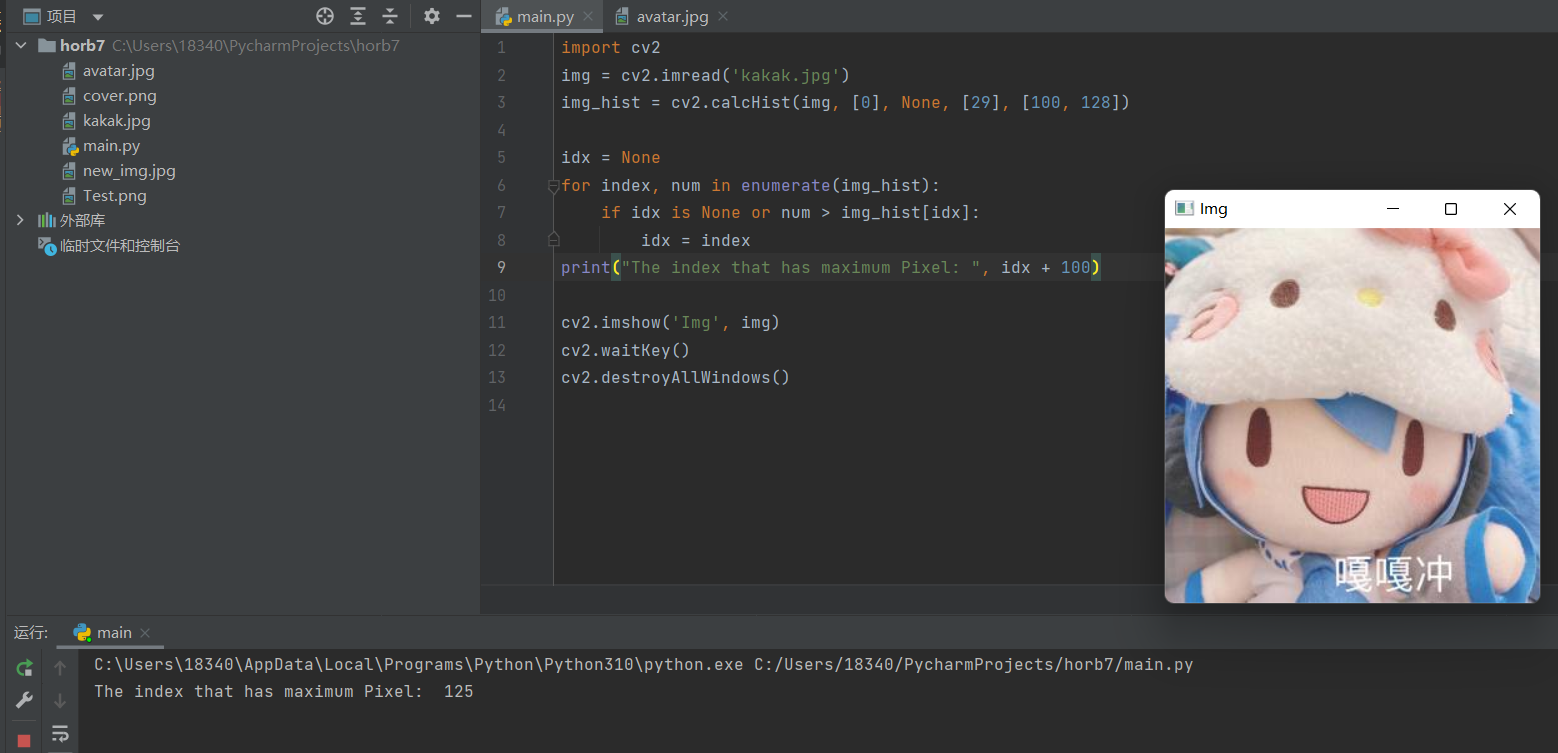 项目
main.py
avatar.jpg
horb7 C:\Users\18340\PycharmProjects\horb7
avatar.jpg
cover.png
kakak.jpg
main.py
new_img.jpg
Test.png
外部库
临时文件和控制台
1 import cv2
2 img = cv2.imread('kakak.jpg')
3 img_hist = cv2.calcHist(img, [0], None, [29], [100, 128])
4
5 idx = None
6 for index, num in enumerate(img_hist):
7 if idx is None or num > img_hist[idx]:
8 idx = index
9 print("The index that has maximum Pixel: ", idx + 100)
10
11 cv2.imshow('Img', img)
12 cv2.waitKey()
13 cv2.destroyAllWindows()
14
Img
嘎嘎冲
运行:
main
C:\Users\18340\AppData\Local\Programs\Python\Python310\python.exe C:/Users/18340/PycharmProjects/horb7/main.py
The index that has maximum Pixel:  125